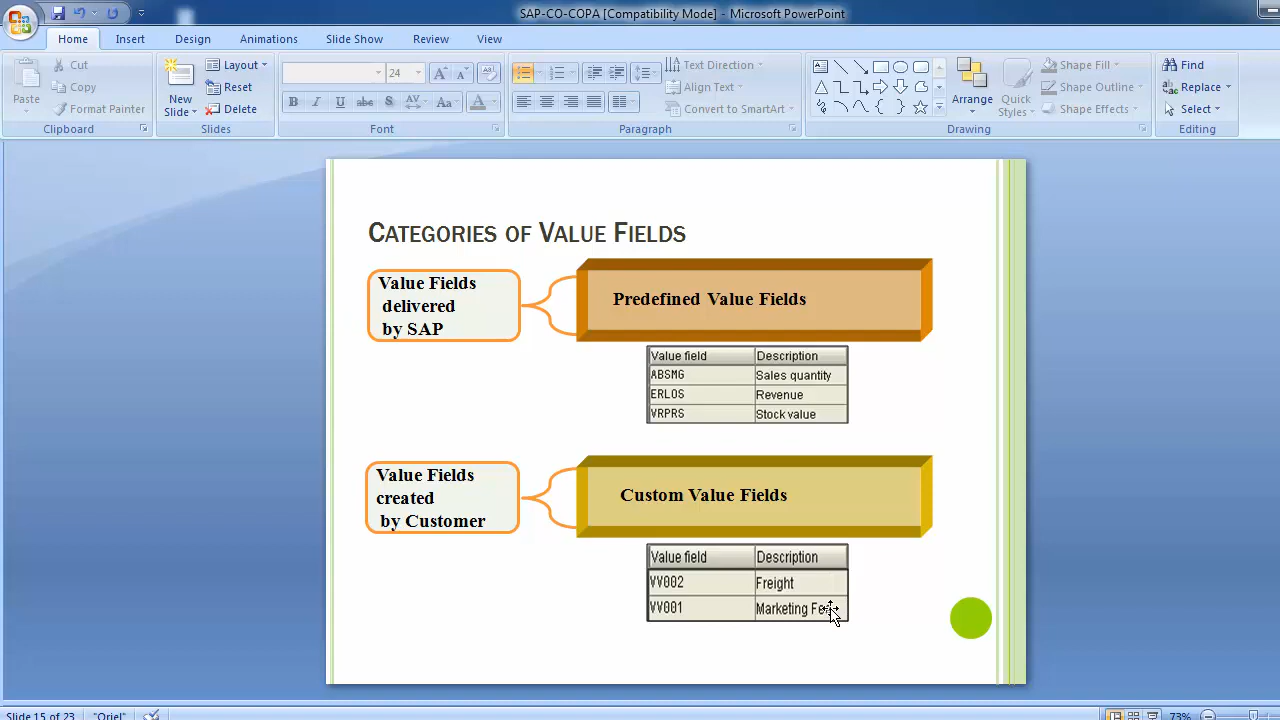 SAP-CO-COPA [Compatibility Mode] - Microsoft PowerPoint
Home Insert Design Animations Slide Show Review View
Paste
Cut
Copy
Format Painter
Clipboard
New Slide
Layout
Reset
Delete
Slides
24
B I U abc S AV Aa A
Font
Text Direction
Align Text
Convert to SmartArt
Paragraph
Arrange
Quick Styles
Shape Fill
Shape Outline
Shape Effects
Drawing
Find
Replace
Select
Editing
CATEGORIES OF VALUE FIELDS
Value Fields
delivered
by SAP
Predefined Value Fields
Value field Description
ABSMG Sales quantity
ERLOS Revenue
VRPRS Stock value
Value Fields
created
by Customer
Custom Value Fields
Value field Description
VV002 Freight
VV001 Marketing
Slide 15 of 23 "Oriel" 73%